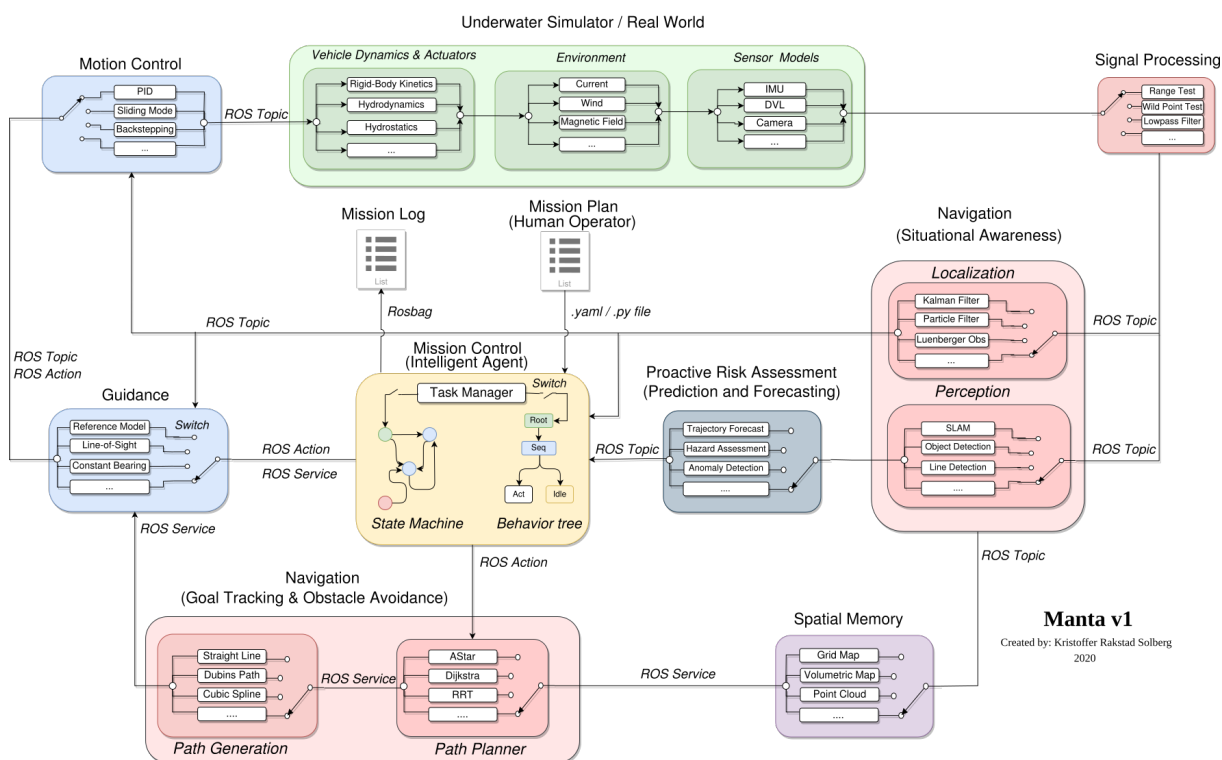 Underwater Simulator / Real World
Motion Control
PID
Sliding Mode
Backstepping
...
ROS Topic
Vehicle Dynamics & Actuators
Rigid-Body Kinetics
Hydrodynamics
Hydrostatics
...
Environment
Current
Wind
Magnetic Field
...
Sensor Models
IMU
DVL
Camera
...
Signal Processing
Range Test
Wild Point Test
Lowpass Filter
...
Mission Log
List
Rosbag
Mission Plan
(Human Operator)
List
.yaml / .py file
Navigation
(Situational Awareness)
Localization
Kalman Filter
Particle Filter
Luenberger Obs
...
ROS Topic
Perception
SLAM
Object Detection
Line Detection
....
ROS Topic
ROS Topic
ROS Topic
ROS Action
Guidance
Reference Model
Switch
Line-of-Sight
Constant Bearing
...
ROS Action
ROS Service
Mission Control
(Intelligent Agent)
Task Manager
Switch
Root
Seq
Act
Idle
State Machine
Behavior tree
ROS Topic
Proactive Risk Assessment
(Prediction and Forecasting)
Trajectory Forecast
Hazard Assessment
Anomaly Detection
....
ROS Service
ROS Action
ROS Topic
Navigation
(Goal Tracking & Obstacle Avoidance)
Straight Line
Dubins Path
Cubic Spline
....
Path Generation
ROS Service
AStar
Dijkstra
RRT
....
Path Planner
ROS Service
Spatial Memory
Grid Map
Volumetric Map
Point Cloud
....
Manta v1
Created by: Kristoffer Rakstad Solberg
2020